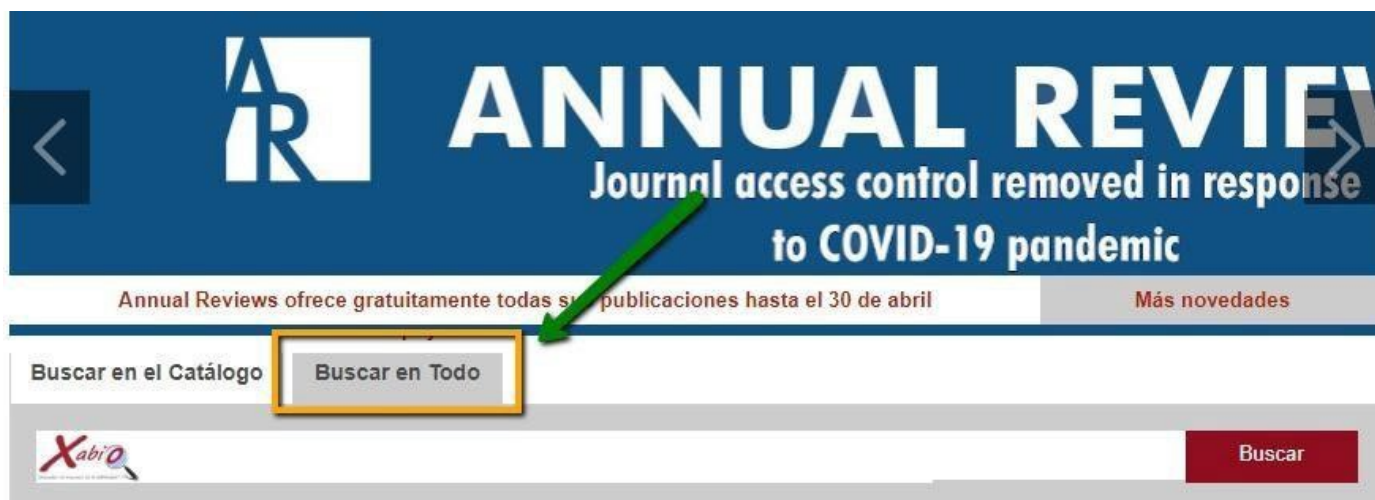 AR
ANNUAL REVIEW
Journal access control removed in response
to COVID-19 pandemic
Annual Reviews ofrece gratuitamente todas publicaciones hasta el 30 de abril
Más novedades
Buscar en el Catálogo
Buscar en Todo
Xabio
Buscar